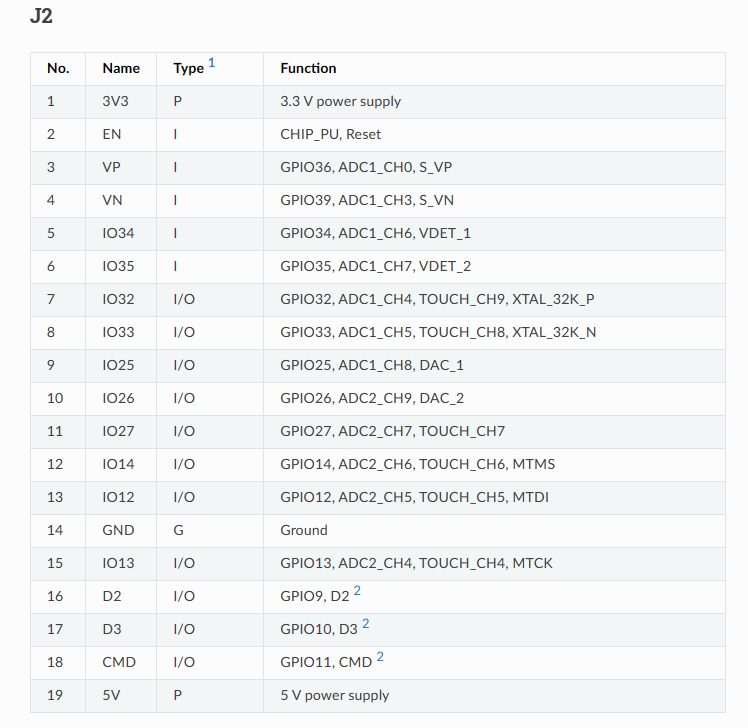 J2
No. Name Type 1 Function
1 3V3 P 3.3 V power supply
2 EN I CHIP_PU, Reset
3 VP I GPIO36, ADC1_CH0, S_VP
4 VN I GPIO39, ADC1_CH3, S_VN
5 IO34 I GPIO34, ADC1_CH6, VDET_1
6 IO35 I GPIO35, ADC1_CH7, VDET_2
7 IO32 I/O GPIO32, ADC1_CH4, TOUCH_CH9, XTAL_32K_P
8 IO33 I/O GPIO33, ADC1_CH5, TOUCH_CH8, XTAL_32K_N
9 IO25 I/O GPIO25, ADC1_CH8, DAC_1
10 IO26 I/O GPIO26, ADC2_CH9, DAC_2
11 IO27 I/O GPIO27, ADC2_CH7, TOUCH_CH7
12 IO14 I/O GPIO14, ADC2_CH6, TOUCH_CH6, MTMS
13 IO12 I/O GPIO12, ADC2_CH5, TOUCH_CH5, MTDI
14 GND G Ground
15 IO13 I/O GPIO13, ADC2_CH4, TOUCH_CH4, MTCK
16 D2 I/O GPIO9, D2 2
17 D3 I/O GPIO10, D3 2
18 CMD I/O GPIO11, CMD 2
19 5V P 5 V power supply